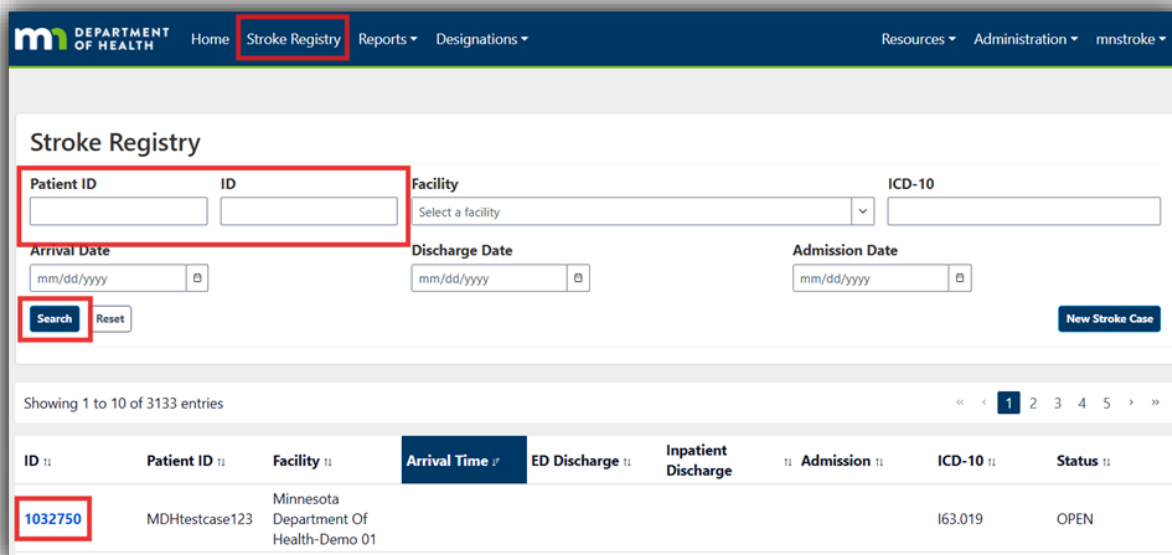 DEPARTMENT
OF HEALTH
Home Stroke Registry Reports Designations Resources Administration mnstroke
Stroke Registry
Patient ID ID Facility ICD-10
Select a facility
Arrival Date Discharge Date Admission Date
mm/dd/yyyy mm/dd/yyyy mm/dd/yyyy
Search Reset New Stroke Case
Showing 1 to 10 of 3133 entries « ‹ 1 2 3 4 5 › »
ID Patient ID Facility Arrival Time ED Discharge Inpatient Discharge Admission ICD-10 Status
1032750 MDHtestcase123 Minnesota Department Of Health-Demo 01 I63.019 OPEN